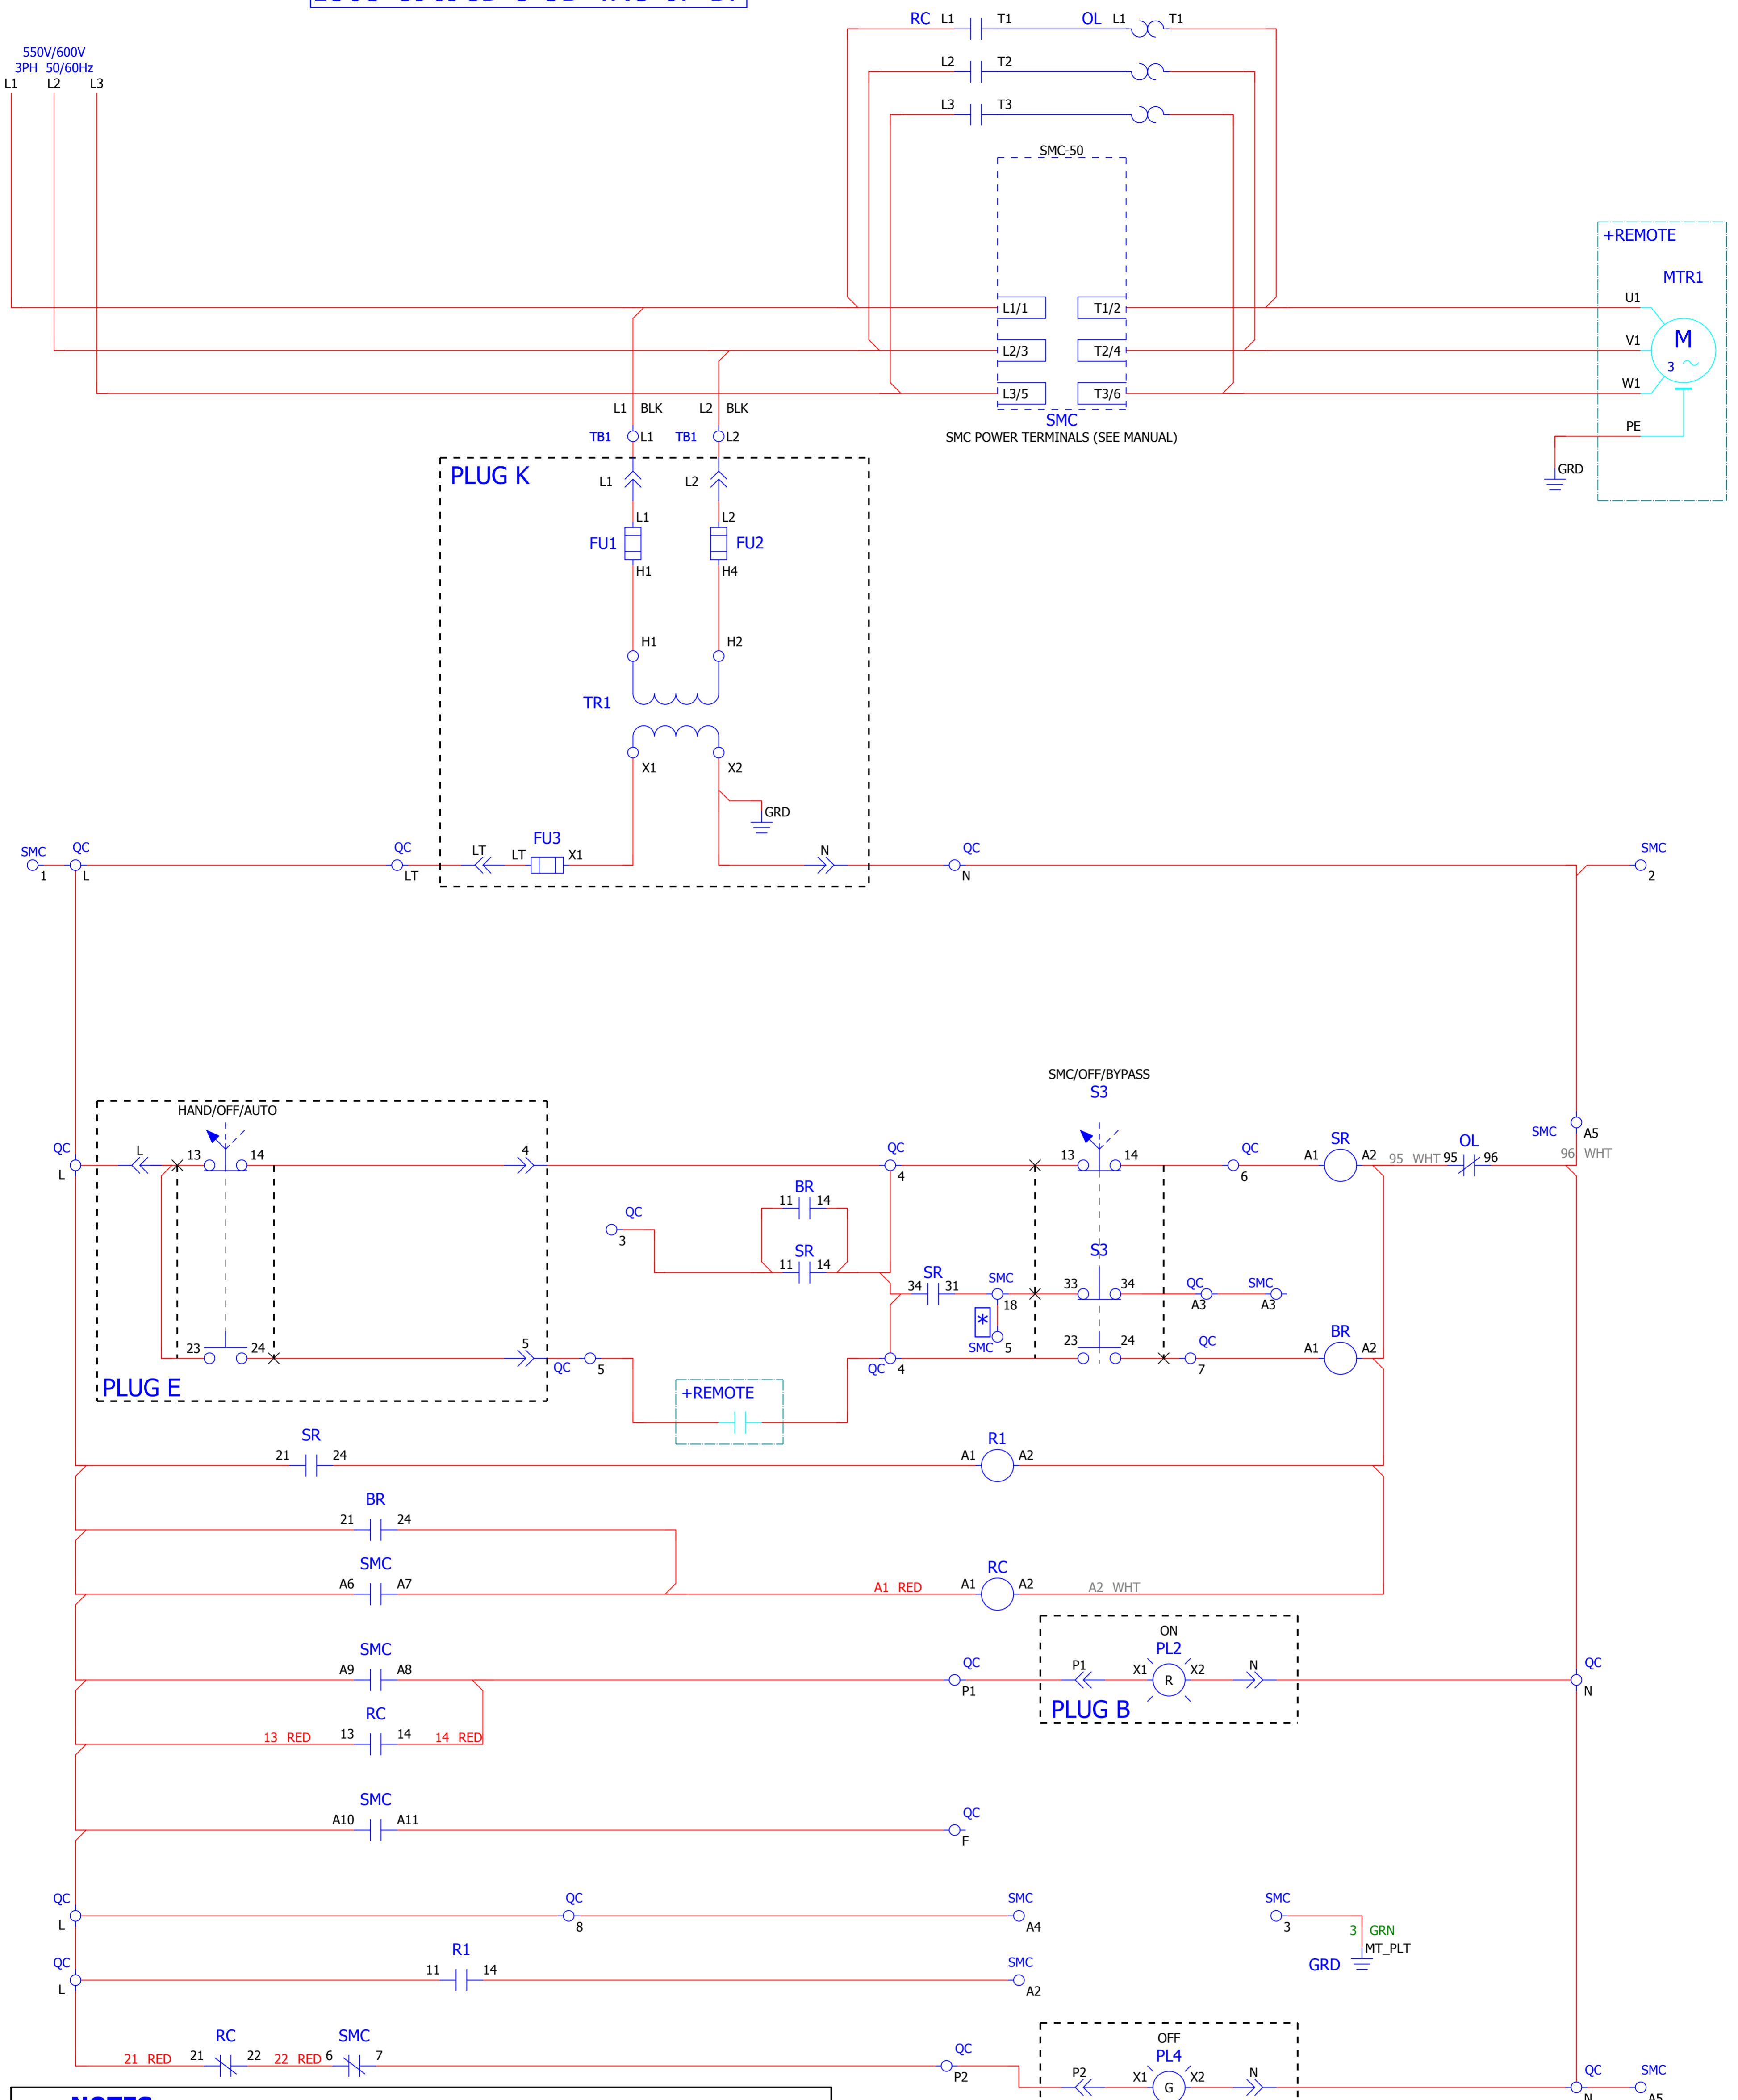 RC L1 T1 OL L1 T1
550V/600V
3PH 50/60Hz
L1 L2 L3
L2 T2
L3 T3
SMC-50
+REMOTE
MTR1
L1/1 T1/2 U1
L2/3 T2/4 V1 M
3
L3/5 T3/6 W1
SMC
SMC POWER TERMINALS (SEE MANUAL)
PE
GRD
L1 BLK L2 BLK
TB1 L1 TB1 L2
PLUG K
L1 L2
L1 L2
FU1 FU2
H1 H4
H1 H2
TR1
X1 X2
GRD
SMC QC QC LT LT FU3 X1 N QC SMC
1 L LT N 2
SMC/OFF/BYPASS
S3
HAND/OFF/AUTO
QC L 13 14 4 QC 13 14 QC SR OL SMC A5
L 4 6 A1 A2 95 WHT 95 96 96 WHT
BR
11 14
QC
3
SR
11 14
S3
SR
34 31 SMC 33 34 QC SMC
18 A3 A3
*
SMC 5
23 24 5 QC 5 QC 4 23 24 QC 7 BR A1 A2
PLUG E
+REMOTE
SR
21 24
R1
A1 A2
BR
21 24
SMC
A6 A7
RC
A1 RED A1 A2 A2 WHT
ON
SMC
A9 A8
QC
P1
P1 X1 PL2 R X2 N
QC
N
PLUG B
RC
13 RED 13 14 14 RED
SMC
A10 A11
QC
F
QC QC SMC SMC
L 8 A4 3
3 GRN
MT_PLT
GRD
QC R1 SMC
L 11 14 A2
RC SMC
21 RED 21 22 22 RED 6 7
QC
P2
OFF
PL4
P2 X1 G X2 N
QC SMC
N A5